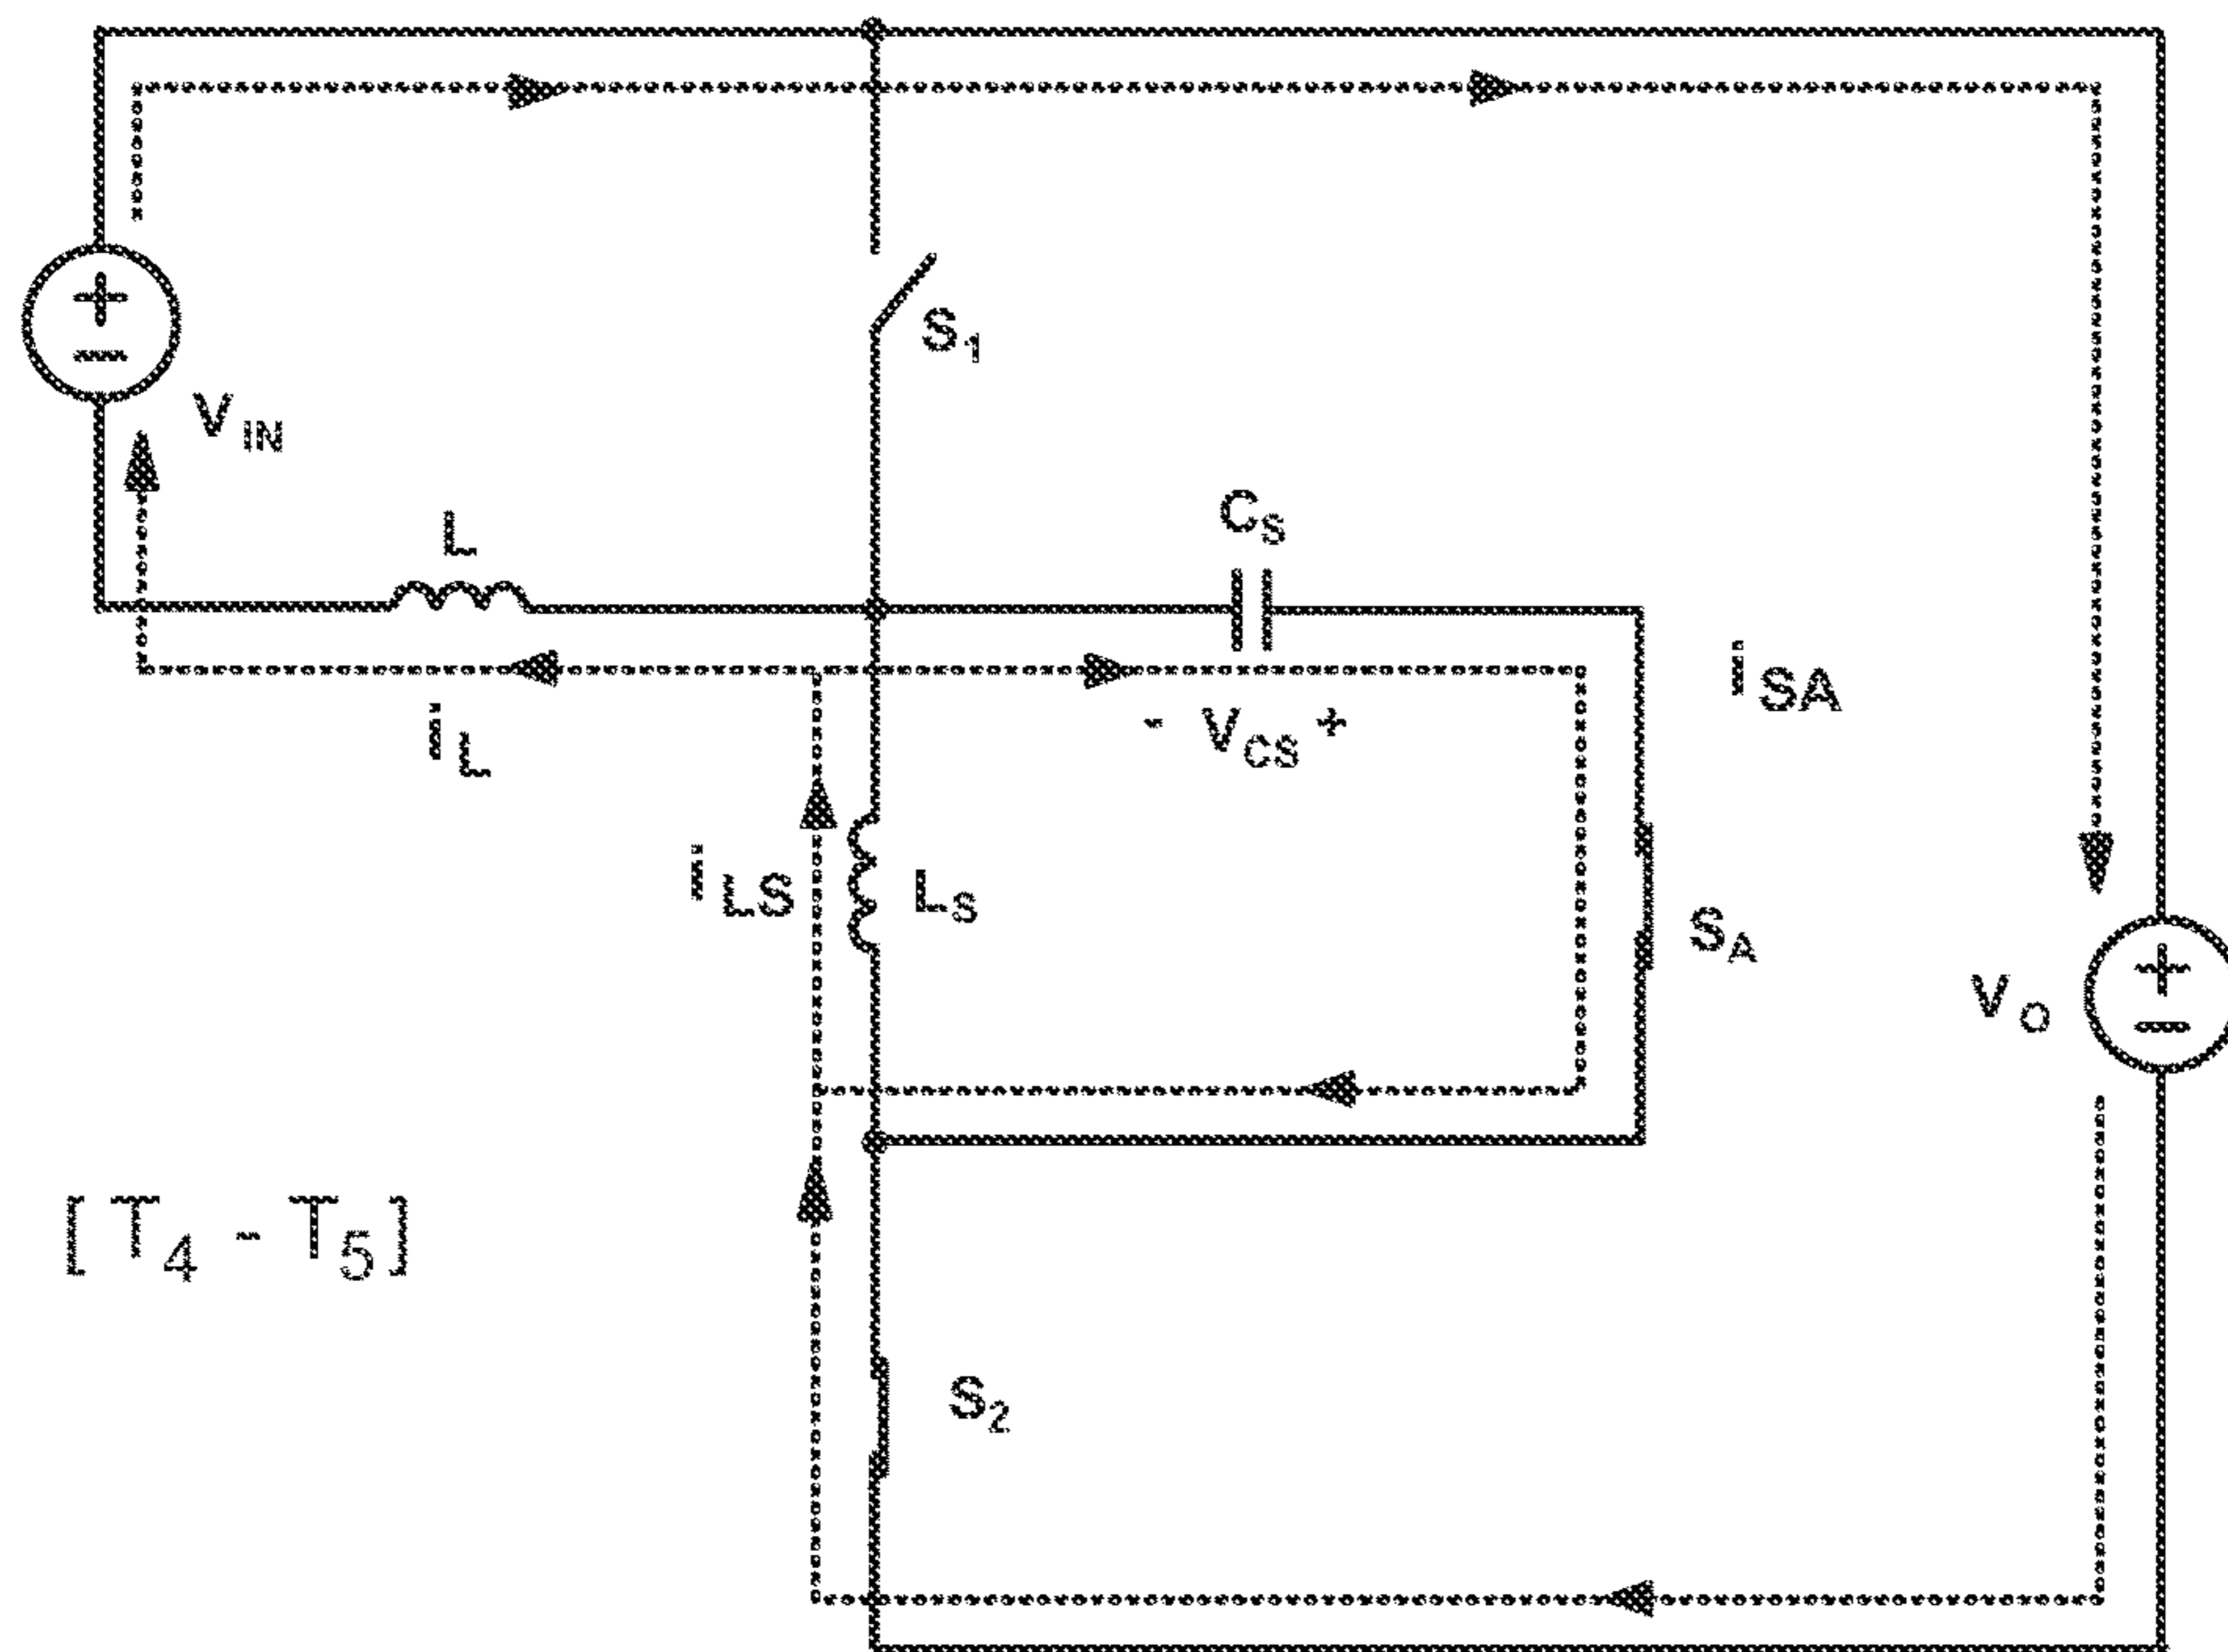 +
−
S1
VIN
L
CS
iL
- VCS +
iSA
iLS
LS
SA
VO
+
−
[ T4 - T5 ]
S2